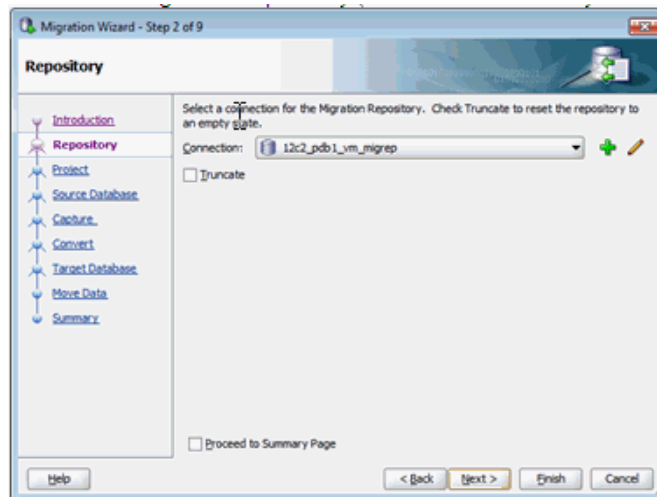 Migration Wizard - Step 2 of 9
Repository
Introduction
Repository
Project
Source Database
Capture
Convert
Target Database
Move Data
Summary
Select a connection for the Migration Repository. Check Truncate to reset the repository to
an empty state.
Connection: 12c2_pdb1_vm_migrep
Truncate
Proceed to Summary Page
Help
< Back
Next >
Finish
Cancel